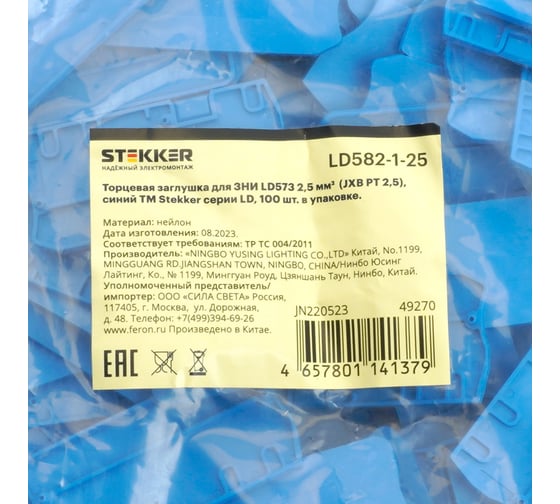 STEKKER
НАДЁЖНЫЙ ЭЛЕКТРОМОНТАЖ
LD582-1-25
Торцевая заглушка для ЗНИ LD573 2,5 мм² (JXB PT 2,5),
синий ТМ Stekker серии LD, 100 шт. в упаковке.
Материал: нейлон
Дата изготовления: 08.2023.
Соответствуют требованиям: ТР ТС 004/2011
Производитель: «NINGBO YUSING LIGHTING CO.,LTD» Китай, No.1199,
MINGGUANG RD.JIANGSHAN TOWN, NINGBO, CHINA/Нинбо Юсинг
Лайтинг, Ко., № 1199, Минггуан Роуд, Цзяншань Таун, Нинбо, Китай.
Уполномоченный представитель/
импортер: ООО «СИЛА СВЕТА» Россия,
117405, г. Москва, ул. Дорожная,
д. 48. Телефон: +7(499)394-69-26
www.feron.ru Произведено в Китае.
JN220523 49270
EAC
4 657801 141379